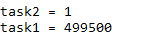 task2 = 1
task1 = 499500